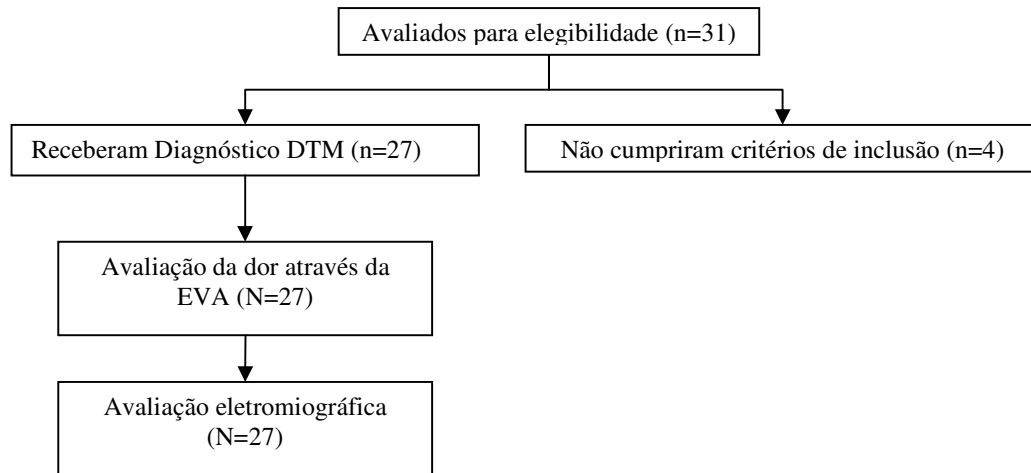 Avaliados para elegibilidade (n=31)
Receberam Diagnóstico DTM (n=27)
Não cumpriram critérios de inclusão (n=4)
Avaliação da dor através da
EVA (N=27)
Avaliação eletromiográfica
(N=27)